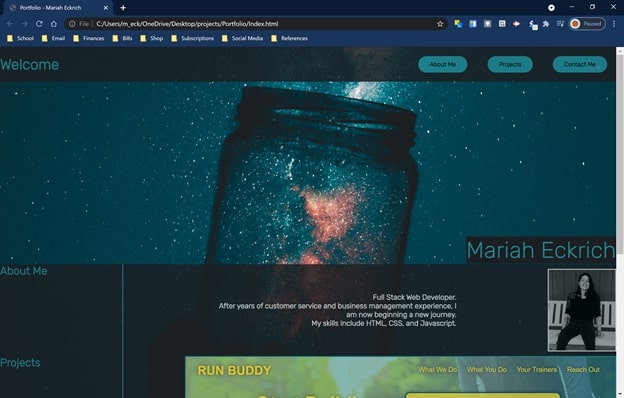 Portfolio - Mariah Eckrich
File C:/Users/m_eck/OneDrive/Desktop/projects/Portfolio/Index.html
Paused
School Email Finances Bills Shop Subscriptions Social Media References
Welcome
About Me Projects Contact Me
Mariah Eckrich
About Me
Full Stack Web Developer.
After years of customer service and business management experience, I
am now beginning a new journey.
My skills include HTML, CSS, and Javascript.
Projects
RUN BUDDY
What We Do What You Do Your Trainers Reach Out